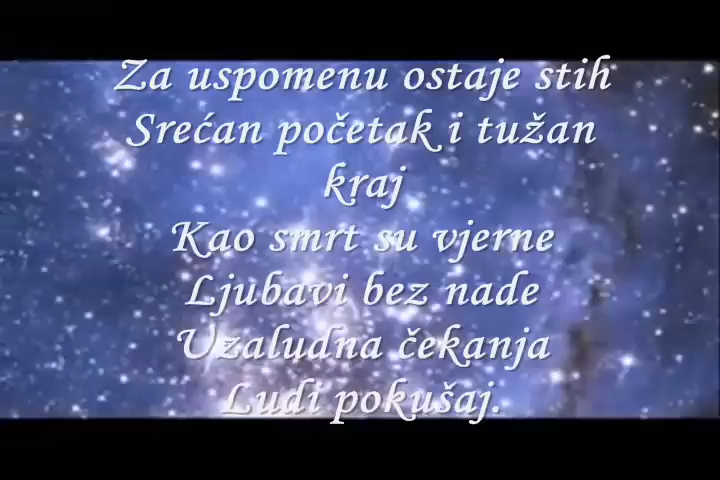 Za uspomenu ostaje stih
Srećan početak i tužan
kraj
Kao smrt su vjerne
Ljubavi bez nade
Uzaludna čekanja
Ludi pokušaj.